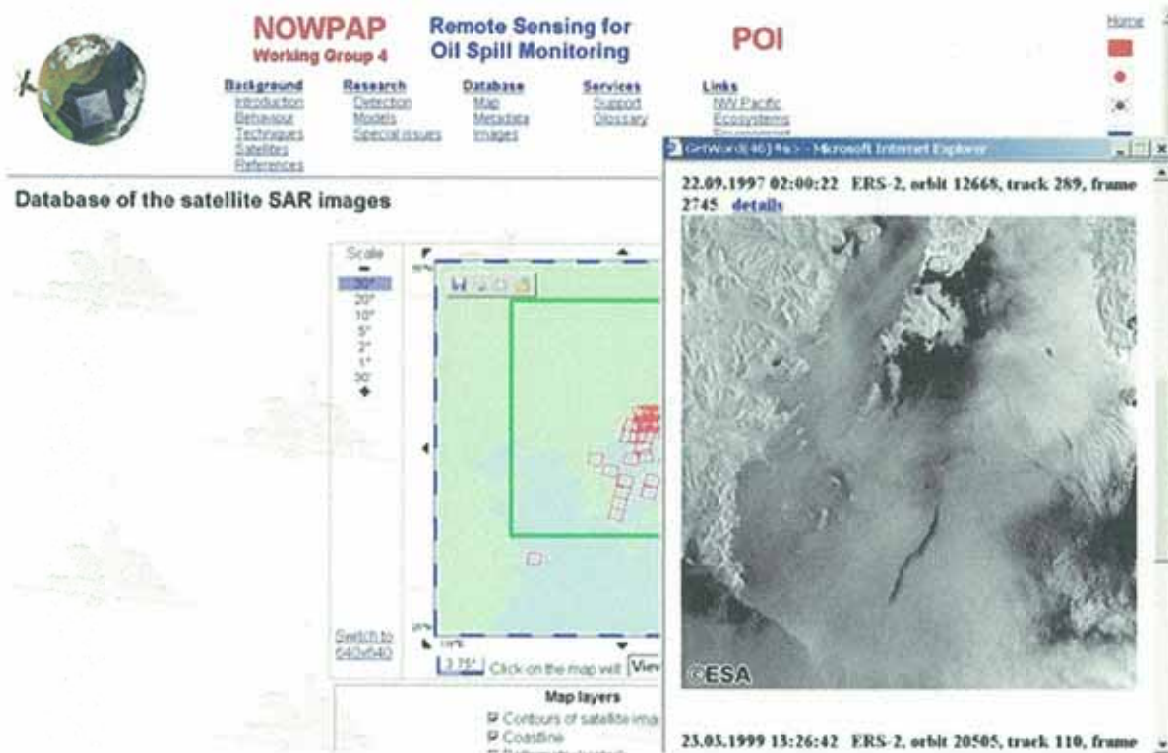 NOWPAP
Working Group 4
Remote Sensing for
Oil Spill Monitoring
POI
Home
Background
Introduction
Behaviour
Techniques
Satellites
References
Research
Detection
Models
Special issues
Database
Map
Metadata
Images
Services
Support
Glossary
Links
NW Pacific
Ecosystems
Database of the satellite SAR images
Scale
30°
20°
10°
5°
2°
1°
30'
Switch to
640x640
3.75° Click on the map will View
Map layers
Contours of satellite ima
Coastline
- Microsoft Internet Explorer
22.09.1997 02:00:22 ERS-2, orbit 12668, track 289, frame
2745 details
©ESA
23.03.1999 13:26:42 ERS-2, orbit 20505, track 110, frame